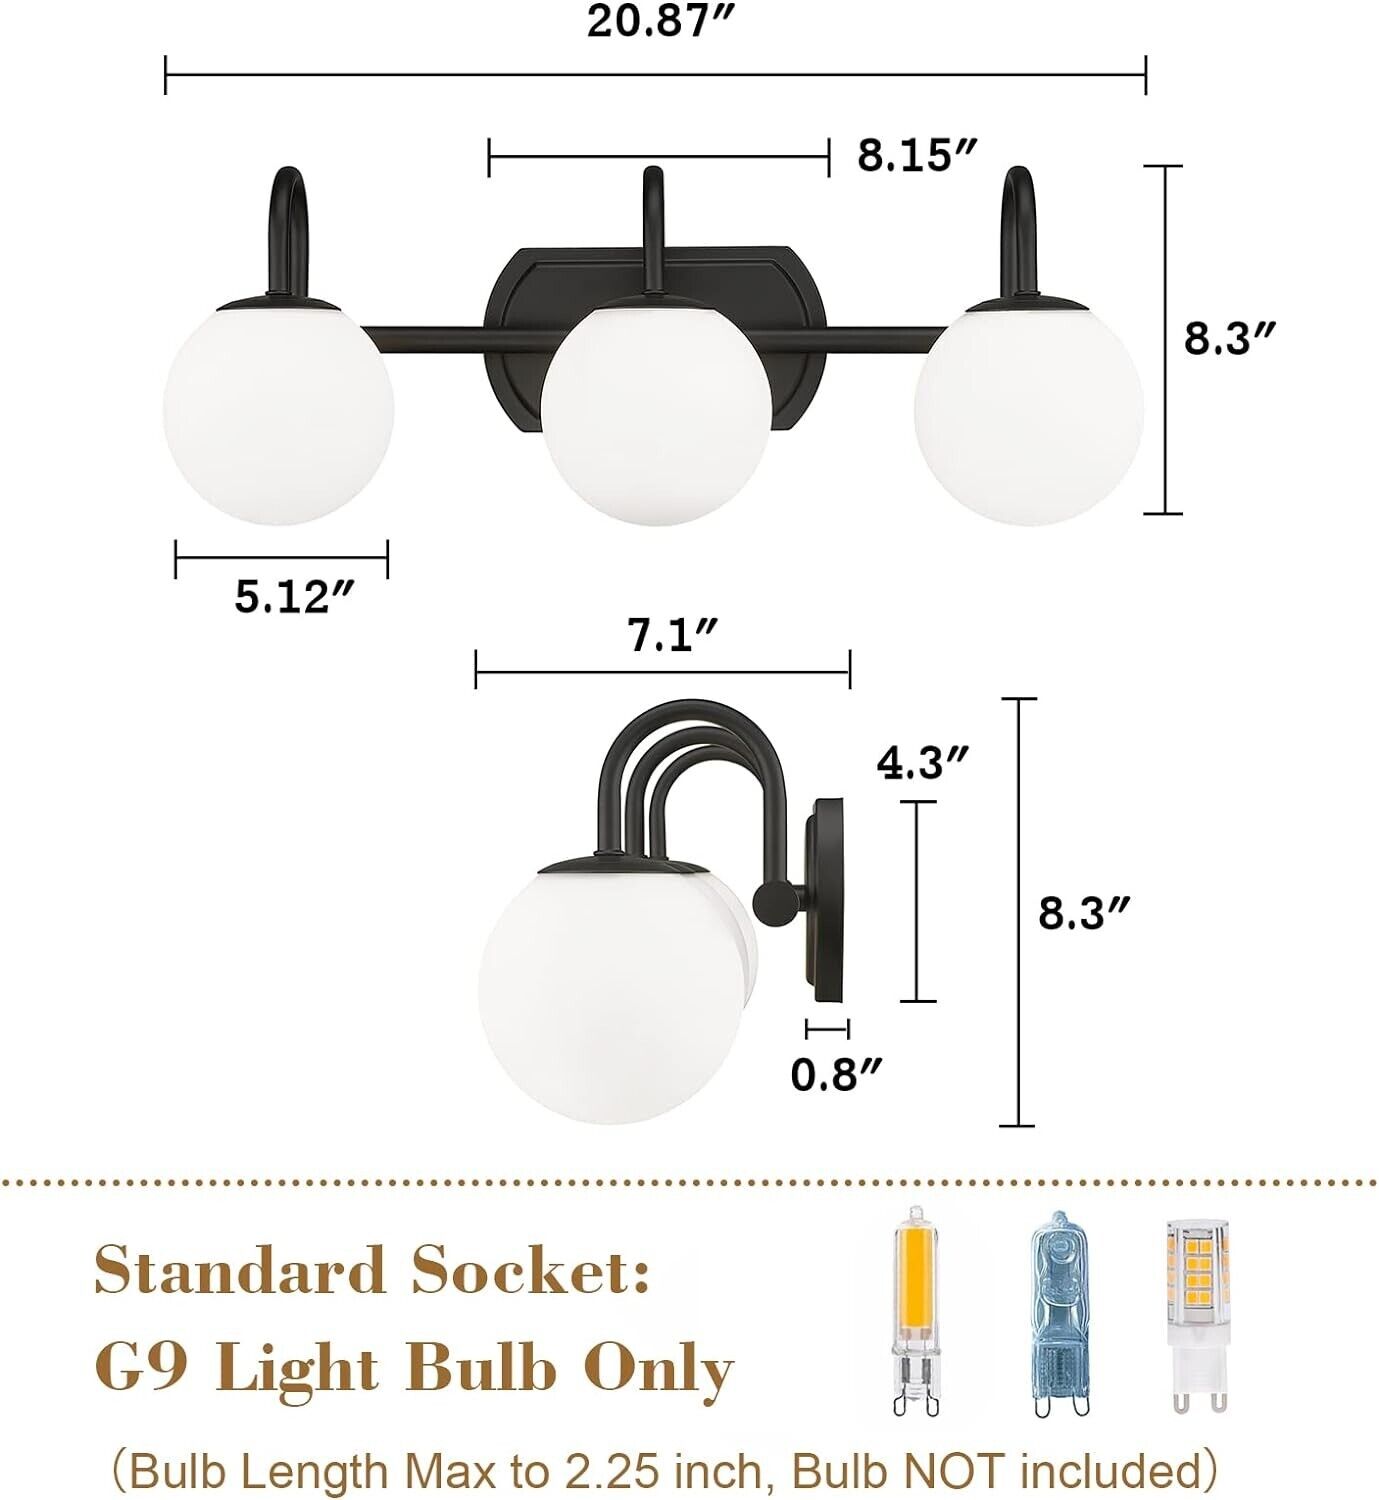 20.87″
8.15″
8.3″
5.12″
7.1″
4.3″
8.3″
0.8″
Standard Socket:
G9 Light Bulb Only
(Bulb Length Max to 2.25 inch, Bulb NOT included)